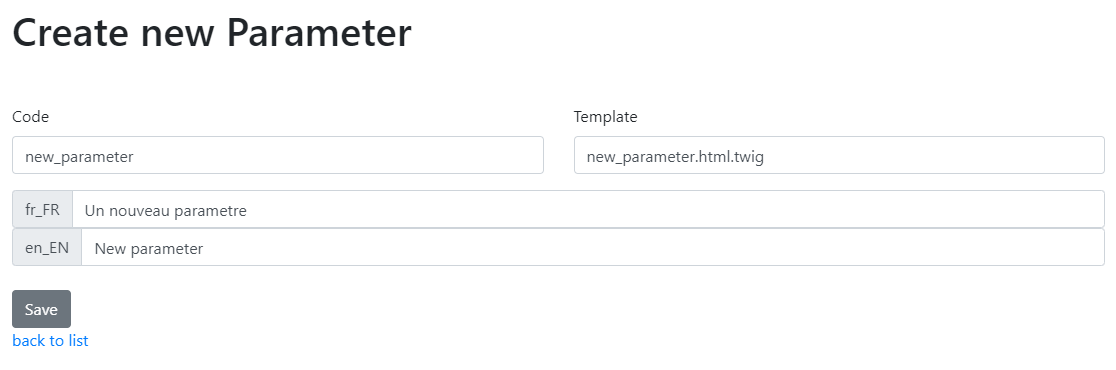 Create new Parameter
Code
Template
new_parameter
new_parameter.html.twig
fr_FR Un nouveau parametre
en_EN New parameter
Save
back to list